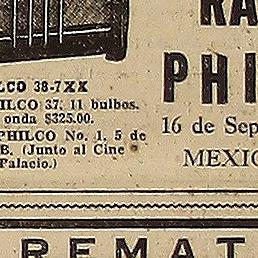 RA
PHI
LCO 38-7XX
HILCO 37, 11 bulbos.
onda $325.00.
PHILCO No. 1, 5 de
B. (Junto al Cine
Palacio.)
16 de Sep
MEXIC
REMAT